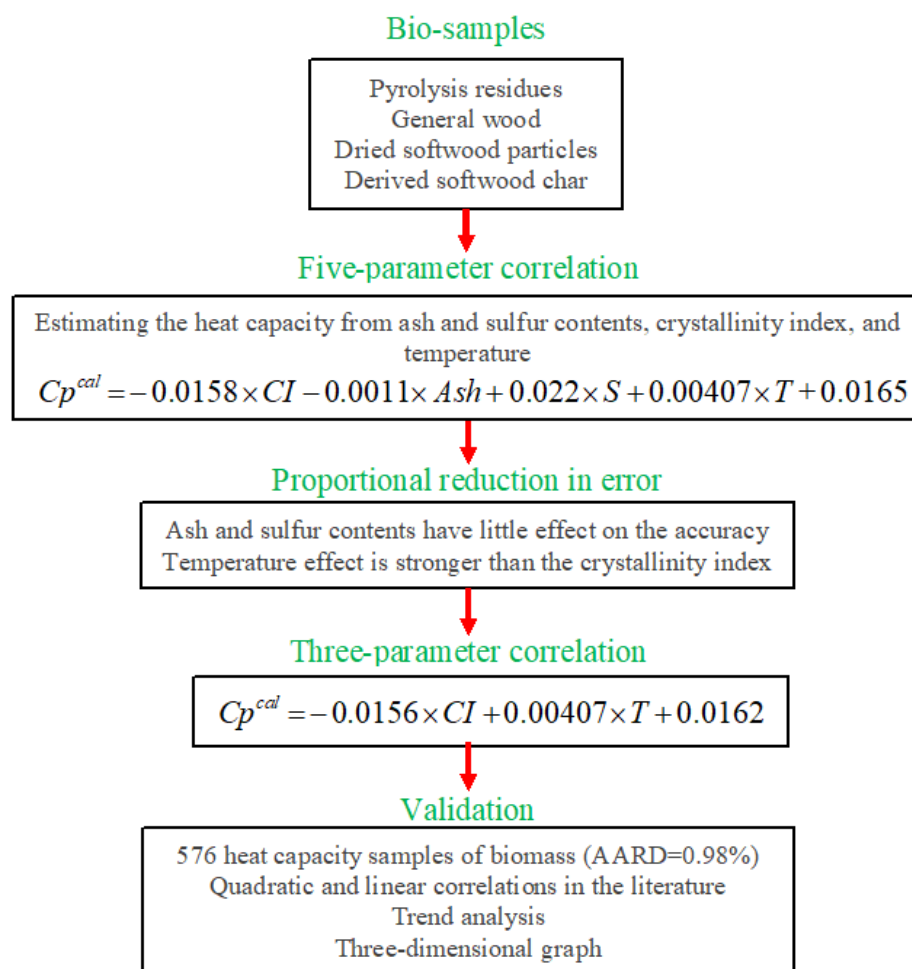 Bio-samples
Pyrolysis residues
General wood
Dried softwood particles
Derived softwood char
Five-parameter correlation
Estimating the heat capacity from ash and sulfur contents, crystallinity index, and
temperature
Cp^cal = −0.0158 × CI − 0.0011 × Ash + 0.022 × S + 0.00407 × T + 0.0165
Proportional reduction in error
Ash and sulfur contents have little effect on the accuracy
Temperature effect is stronger than the crystallinity index
Three-parameter correlation
Cp^cal = −0.0156 × CI + 0.00407 × T + 0.0162
Validation
576 heat capacity samples of biomass (AARD=0.98%)
Quadratic and linear correlations in the literature
Trend analysis
Three-dimensional graph